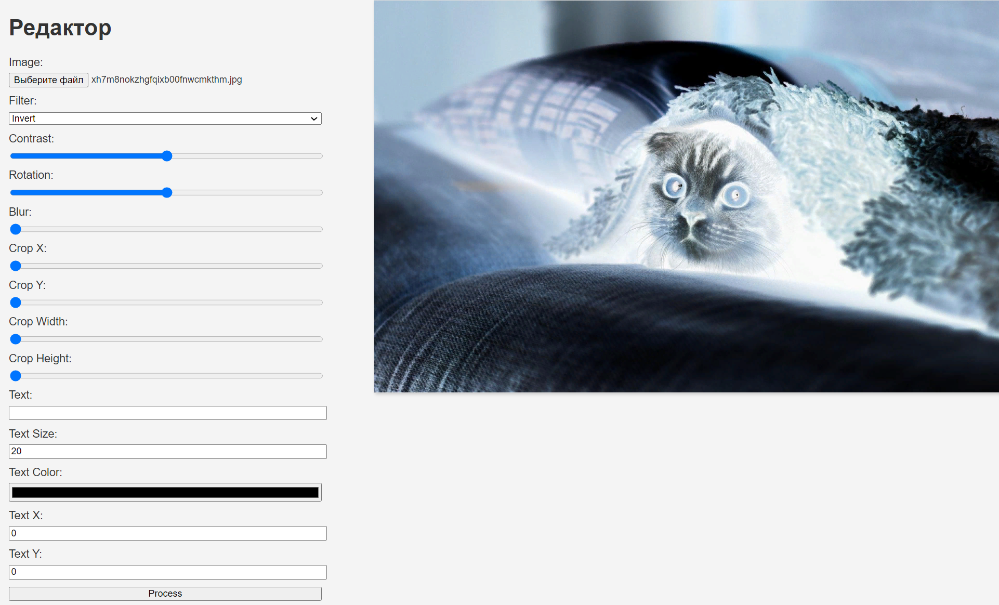 Редактор
Image:
Выберите файл xh7m8nokzhgfqixb00fnwcmkthm.jpg
Filter:
Invert
Contrast:
Rotation:
Blur:
Crop X:
Crop Y:
Crop Width:
Crop Height:
Text:
Text Size:
20
Text Color:
Text X:
0
Text Y:
0
Process